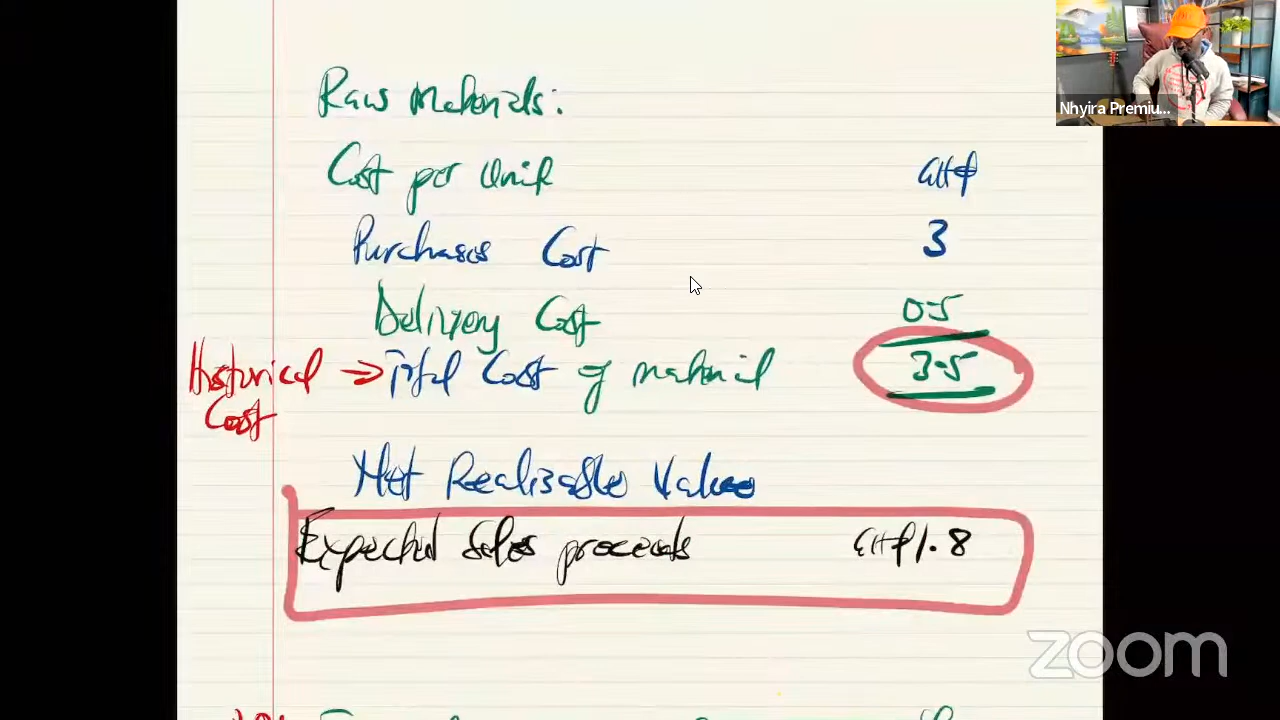 Nhyira Premiu...
Raw Materials:
Cost per Unit GH¢
Purchases Cost 3
Delivery Cost 0.5
Historical Cost → Total Cost of material 3.5
Net Realisable Value
Expected Sales proceeds GH¢1.8
zoom